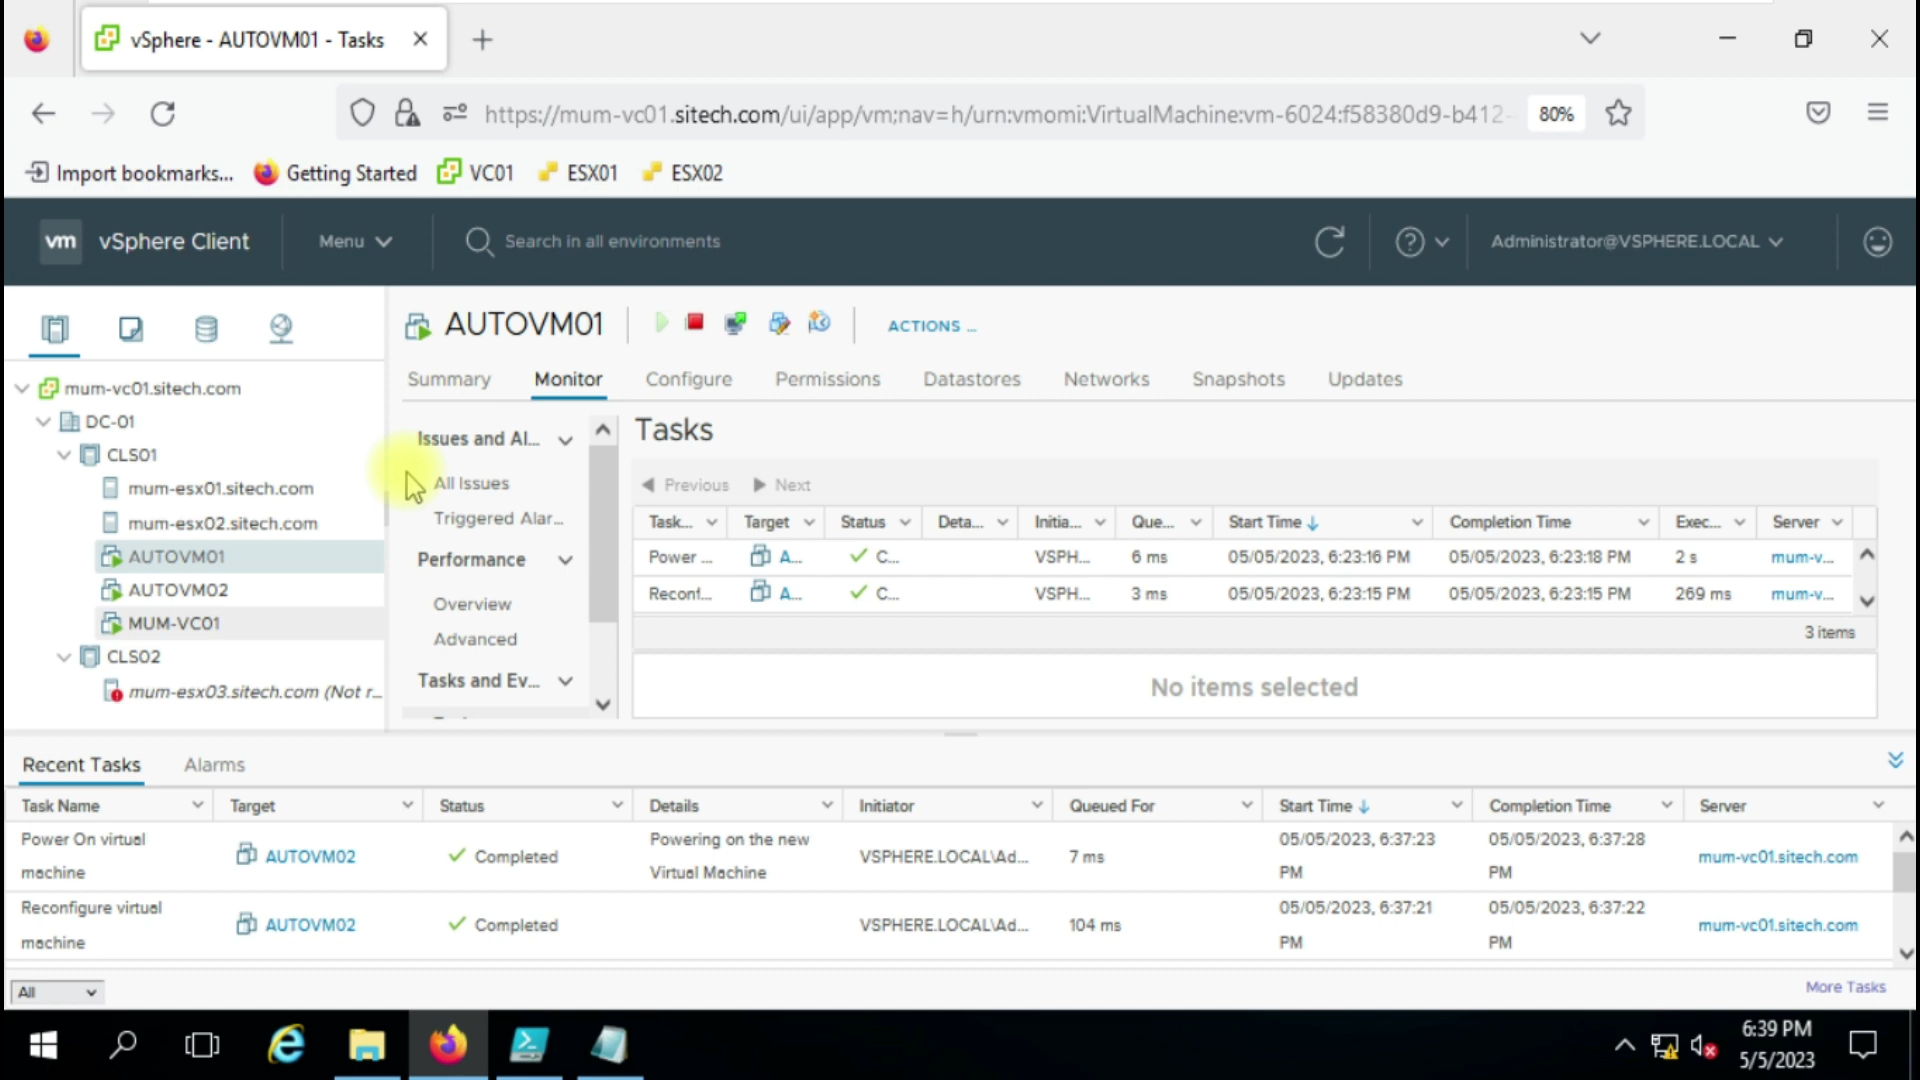 vSphere - AUTOVM01 - Tasks
https://mum-vc01.sitech.com/ui/app/vm;nav=h/urn:vmomi:VirtualMachine:vm-6024:f58380d9-b412-
80%
Import bookmarks... Getting Started VC01 ESX01 ESX02
vm vSphere Client Menu Search in all environments Administrator@VSPHERE.LOCAL
AUTOVM01 ACTIONS ...
Summary Monitor Configure Permissions Datastores Networks Snapshots Updates
mum-vc01.sitech.com
DC-01
CLS01
mum-esx01.sitech.com
mum-esx02.sitech.com
AUTOVM01
AUTOVM02
MUM-VC01
CLS02
mum-esx03.sitech.com (Not r...
Issues and Al...
All Issues
Triggered Alar...
Performance
Overview
Advanced
Tasks and Ev...
Tasks
Previous Next
Task... Target Status Deta... Initia... Que... Start Time Completion Time Exec... Server
Power ... A... C... VSPH... 6 ms 05/05/2023, 6:23:16 PM 05/05/2023, 6:23:18 PM 2 s mum-v...
Reconf... A... C... VSPH... 3 ms 05/05/2023, 6:23:15 PM 05/05/2023, 6:23:15 PM 269 ms mum-v...
3 items
No items selected
Recent Tasks Alarms
Task Name Target Status Details Initiator Queued For Start Time Completion Time Server
Power On virtual machine AUTOVM02 Completed Powering on the new Virtual Machine VSPHERE.LOCAL\Ad... 7 ms 05/05/2023, 6:37:23 PM 05/05/2023, 6:37:28 PM mum-vc01.sitech.com
Reconfigure virtual machine AUTOVM02 Completed VSPHERE.LOCAL\Ad... 104 ms 05/05/2023, 6:37:21 PM 05/05/2023, 6:37:22 PM mum-vc01.sitech.com
All More Tasks
6:39 PM
5/5/2023